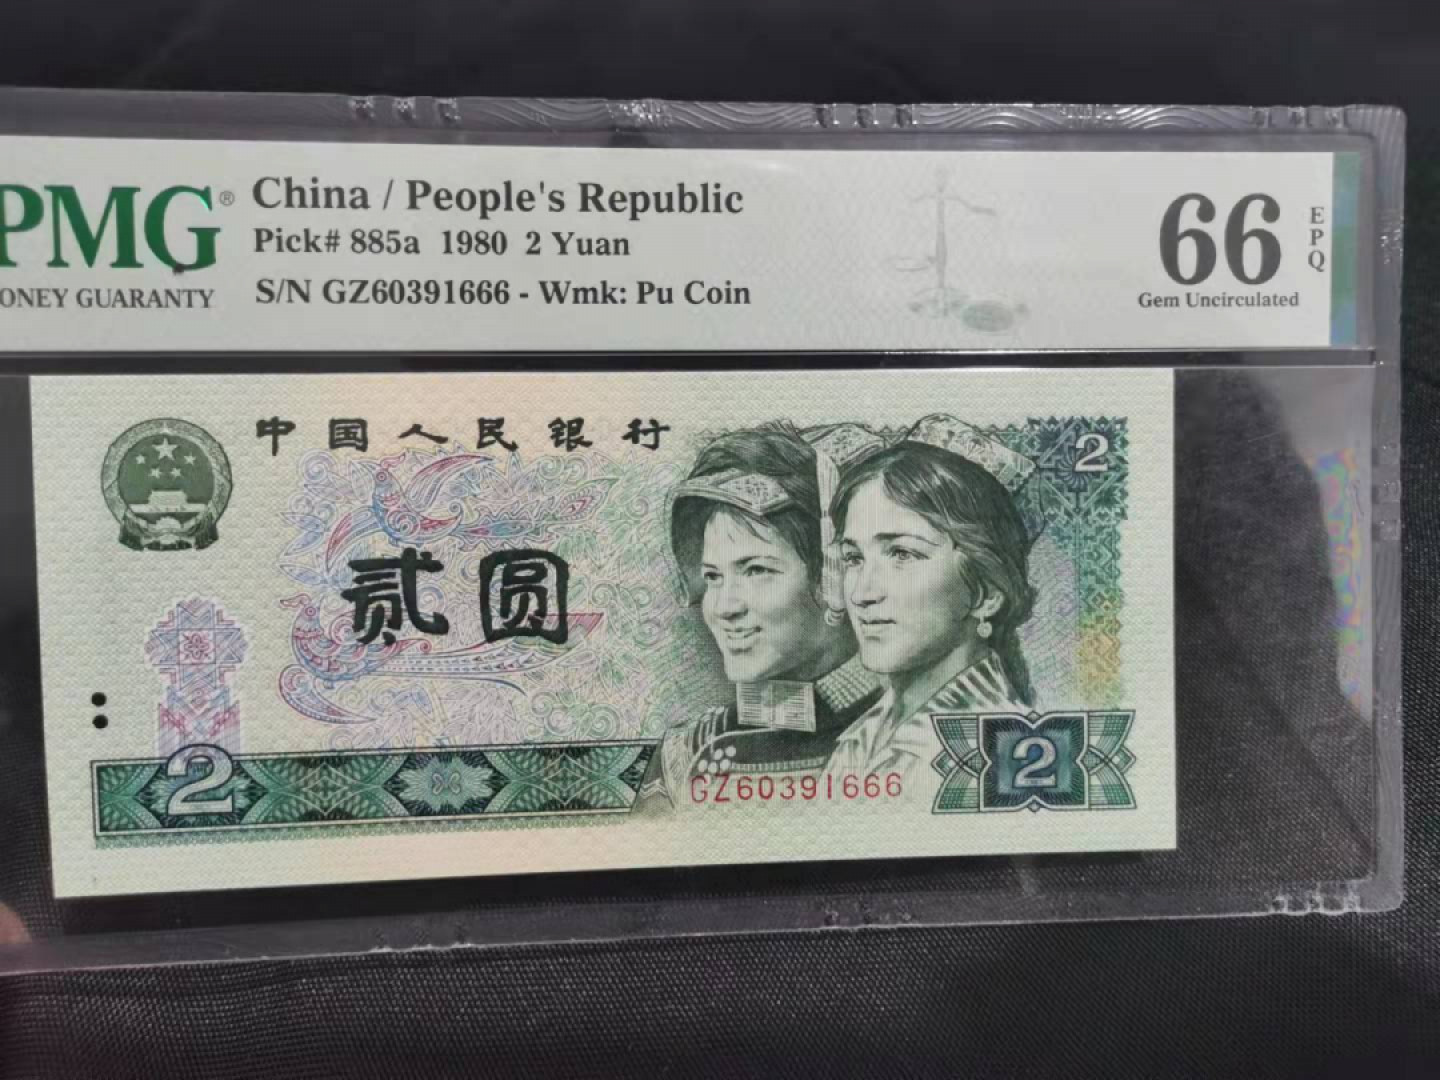 PMG®
China / People's Republic
Pick# 885a 1980 2 Yuan
S/N GZ60391666 - Wmk: Pu Coin
ONEY GUARANTY
66
EPQ
Gem Uncirculated
中国人民银行
2
贰圆
2
GZ60391666
2